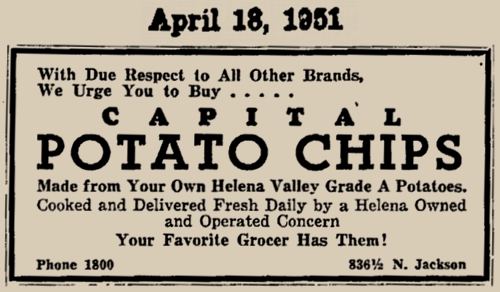 April 18, 1951
With Due Respect to All Other Brands,
We Urge You to Buy . . . . .
CAPITAL
POTATO CHIPS
Made from Your Own Helena Valley Grade A Potatoes.
Cooked and Delivered Fresh Daily by a Helena Owned
and Operated Concern
Your Favorite Grocer Has Them!
Phone 1800 836½ N. Jackson